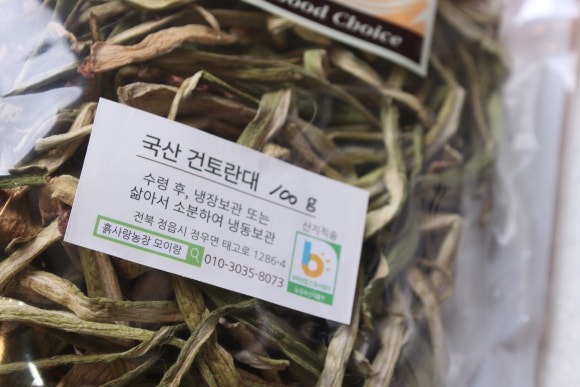 Good Choice
국산 건토란대 100g
수령 후, 냉장보관 또는
삶아서 소분하여 냉동보관
전북 정읍시 정우면 태고로 1286-4
흙사랑농장 모이랑 010-3035-8073
산지직송
b